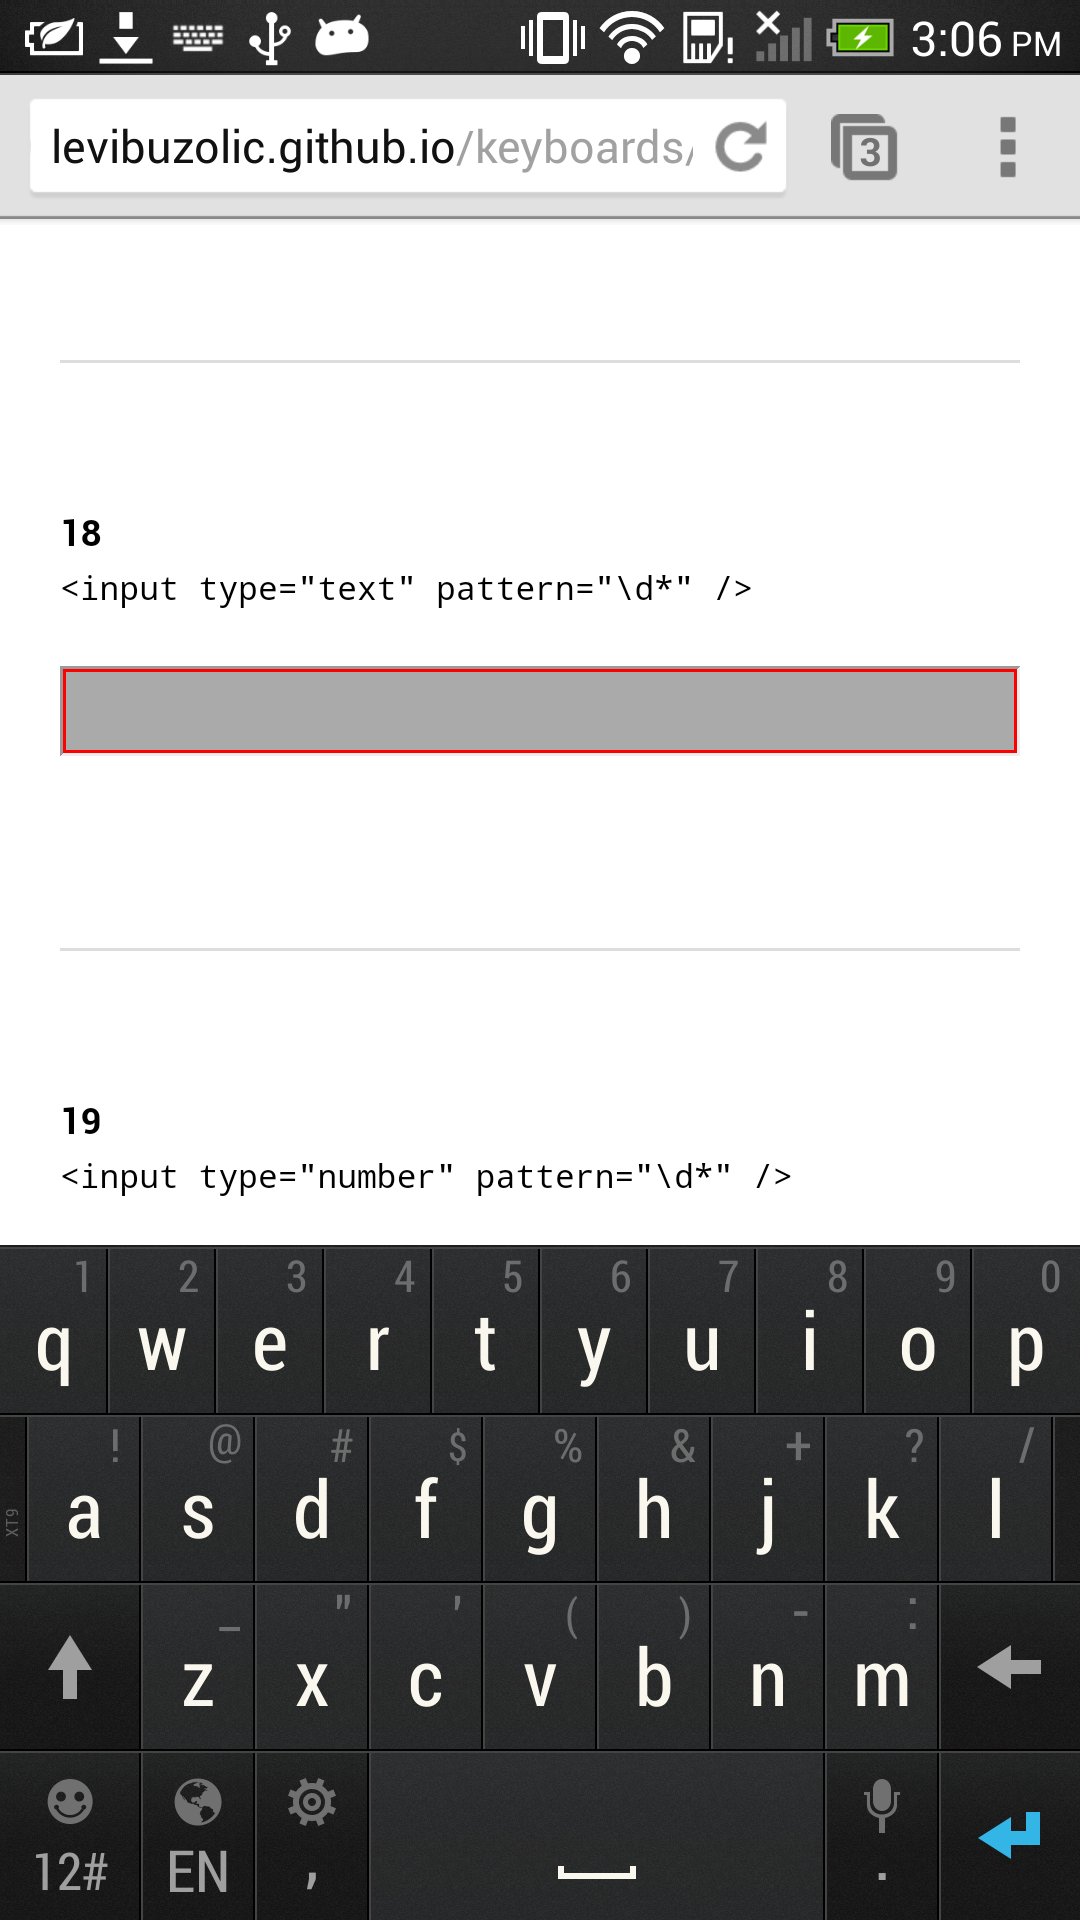 3:06 PM
levibuzolic.github.io/keyboards/
3
18
<input type="text" pattern="\d*" />
19
<input type="number" pattern="\d*" />
1 2 3 4 5 6 7 8 9 0
q w e r t y u i o p
! @ # $ % & + ? /
XT9 a s d f g h j k l
_ " ' ( ) - :
z x c v b n m
12# EN , .